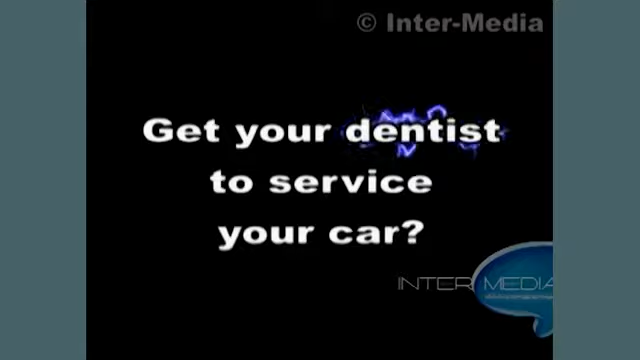 © Inter-Media
Get your dentist
to service
your car?
INTER MEDIA